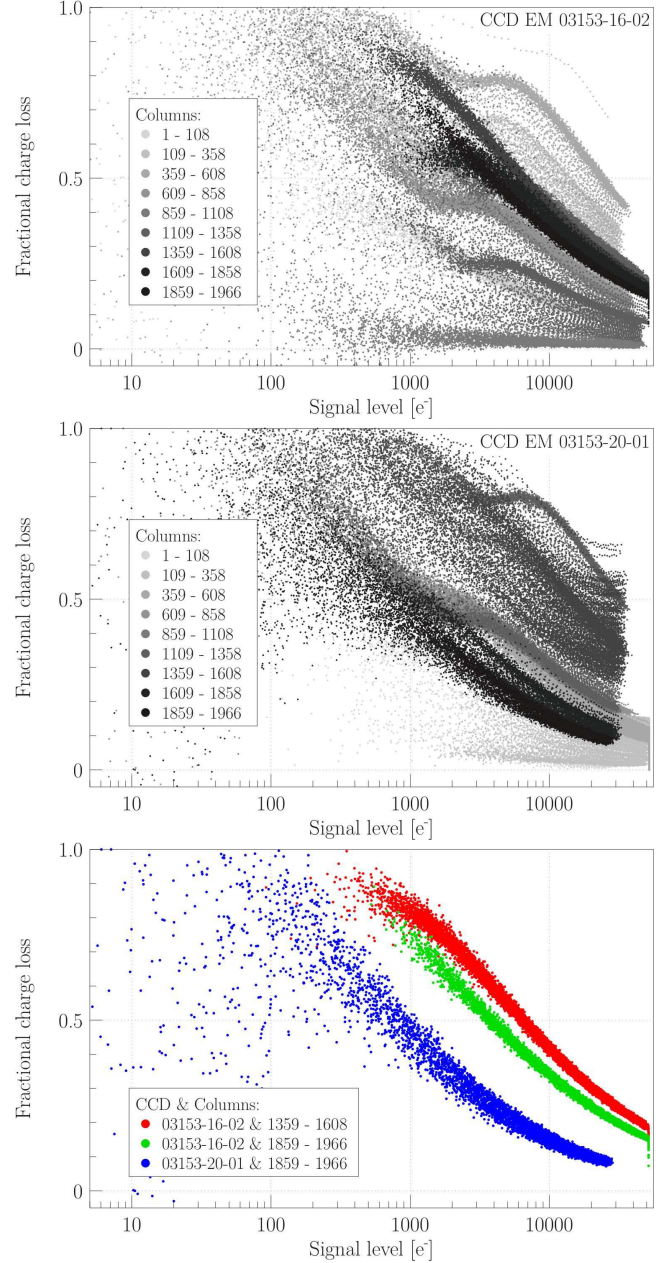 CCD EM 03153-16-02
1.0
Fractional charge loss
0.5
0
Columns:
1 - 108
109 - 358
359 - 608
609 - 858
859 - 1108
1109 - 1358
1359 - 1608
1609 - 1858
1859 - 1966
10
100
1000
10000
Signal level [e-]
CCD EM 03153-20-01
1.0
Fractional charge loss
0.5
0
Columns:
1 - 108
109 - 358
359 - 608
609 - 858
859 - 1108
1109 - 1358
1359 - 1608
1609 - 1858
1859 - 1966
10
100
1000
10000
Signal level [e-]
1.0
Fractional charge loss
0.5
0
CCD & Columns:
03153-16-02 & 1359 - 1608
03153-16-02 & 1859 - 1966
03153-20-01 & 1859 - 1966
10
100
1000
10000
Signal level [e-]